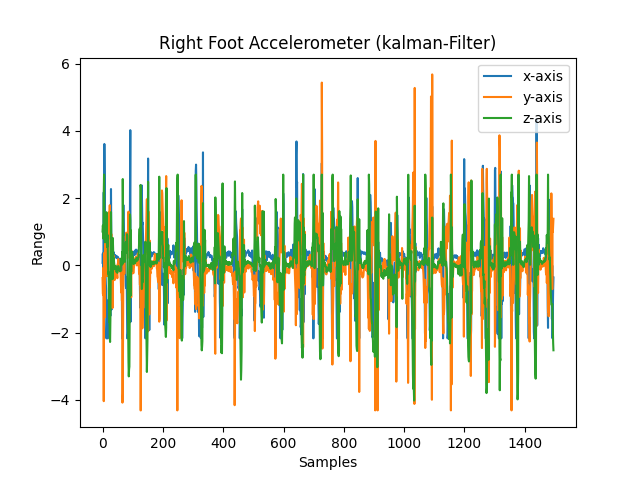 Right Foot Accelerometer (kalman-Filter)
6
4
2
0
−2
−4
Range
x-axis
y-axis
z-axis
0 200 400 600 800 1000 1200 1400
Samples